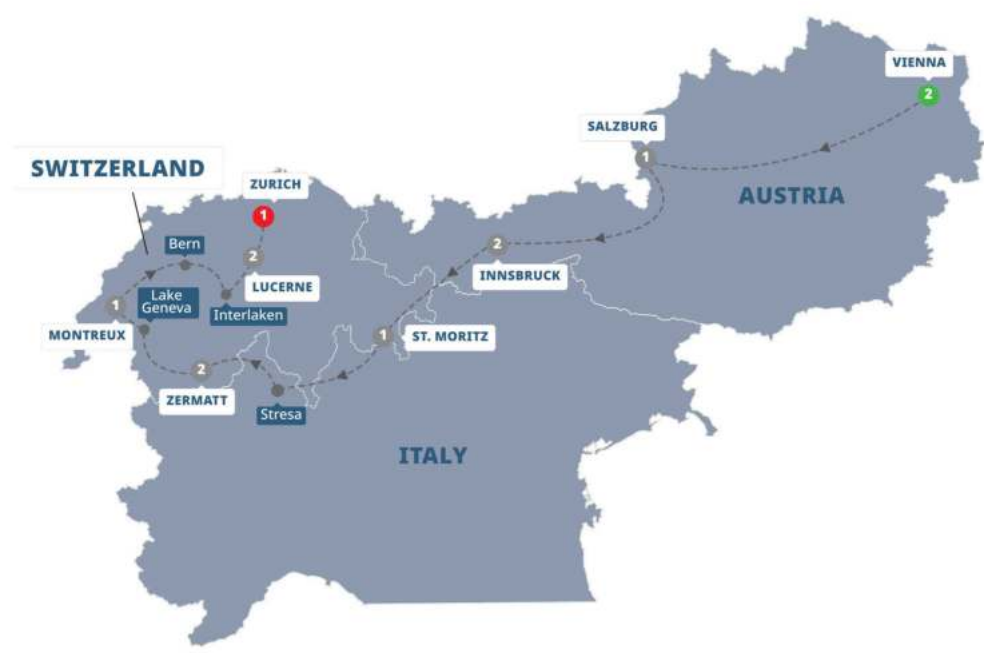 VIENNA
2
SALZBURG
1
SWITZERLAND
AUSTRIA
ZURICH
1
Bern
2
LUCERNE
2
INNSBRUCK
Lake
Geneva
1
Interlaken
MONTREUX
1
ST. MORITZ
2
ZERMATT
Stresa
ITALY